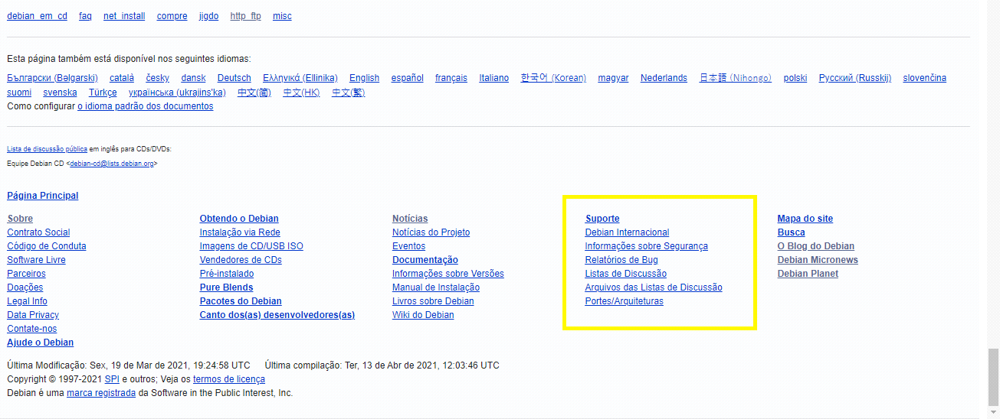 debian_em_cd faq net_install compre jigdo http_ftp misc
Esta página também está disponível nos seguintes idiomas:
Български (Bəlgarski) català česky dansk Deutsch Ελληνικά (Ellinika) English español français Italiano 한국어 (Korean) magyar Nederlands 日本語 (Nihongo) polski Русский (Russkij) slovenčina
suomi svenska Türkçe українська (ukrajins'ka) 中文(简) 中文(HK) 中文(繁)
Como configurar o idioma padrão dos documentos
Lista de discussão pública em inglês para CDs/DVDs:
Equipe Debian CD <debian-cd@lists.debian.org>
Página Principal
Sobre
Contrato Social
Código de Conduta
Software Livre
Parceiros
Doações
Legal Info
Data Privacy
Contate-nos
Ajude o Debian
Obtendo o Debian
Instalação via Rede
Imagens de CD/USB ISO
Vendedores de CDs
Pré-instalado
Pure Blends
Pacotes do Debian
Canto dos(as) desenvolvedores(as)
Notícias
Notícias do Projeto
Eventos
Documentação
Informações sobre Versões
Manual de Instalação
Livros sobre Debian
Wiki do Debian
Suporte
Debian Internacional
Informações sobre Segurança
Relatórios de Bug
Listas de Discussão
Arquivos das Listas de Discussão
Portes/Arquiteturas
Mapa do site
Busca
O Blog do Debian
Debian Micronews
Debian Planet
Última Modificação: Sex, 19 de Mar de 2021, 19:24:58 UTC Última compilação: Ter, 13 de Abr de 2021, 12:03:46 UTC
Copyright © 1997-2021 SPI e outros; Veja os termos de licença
Debian é uma marca registrada da Software in the Public Interest, Inc.